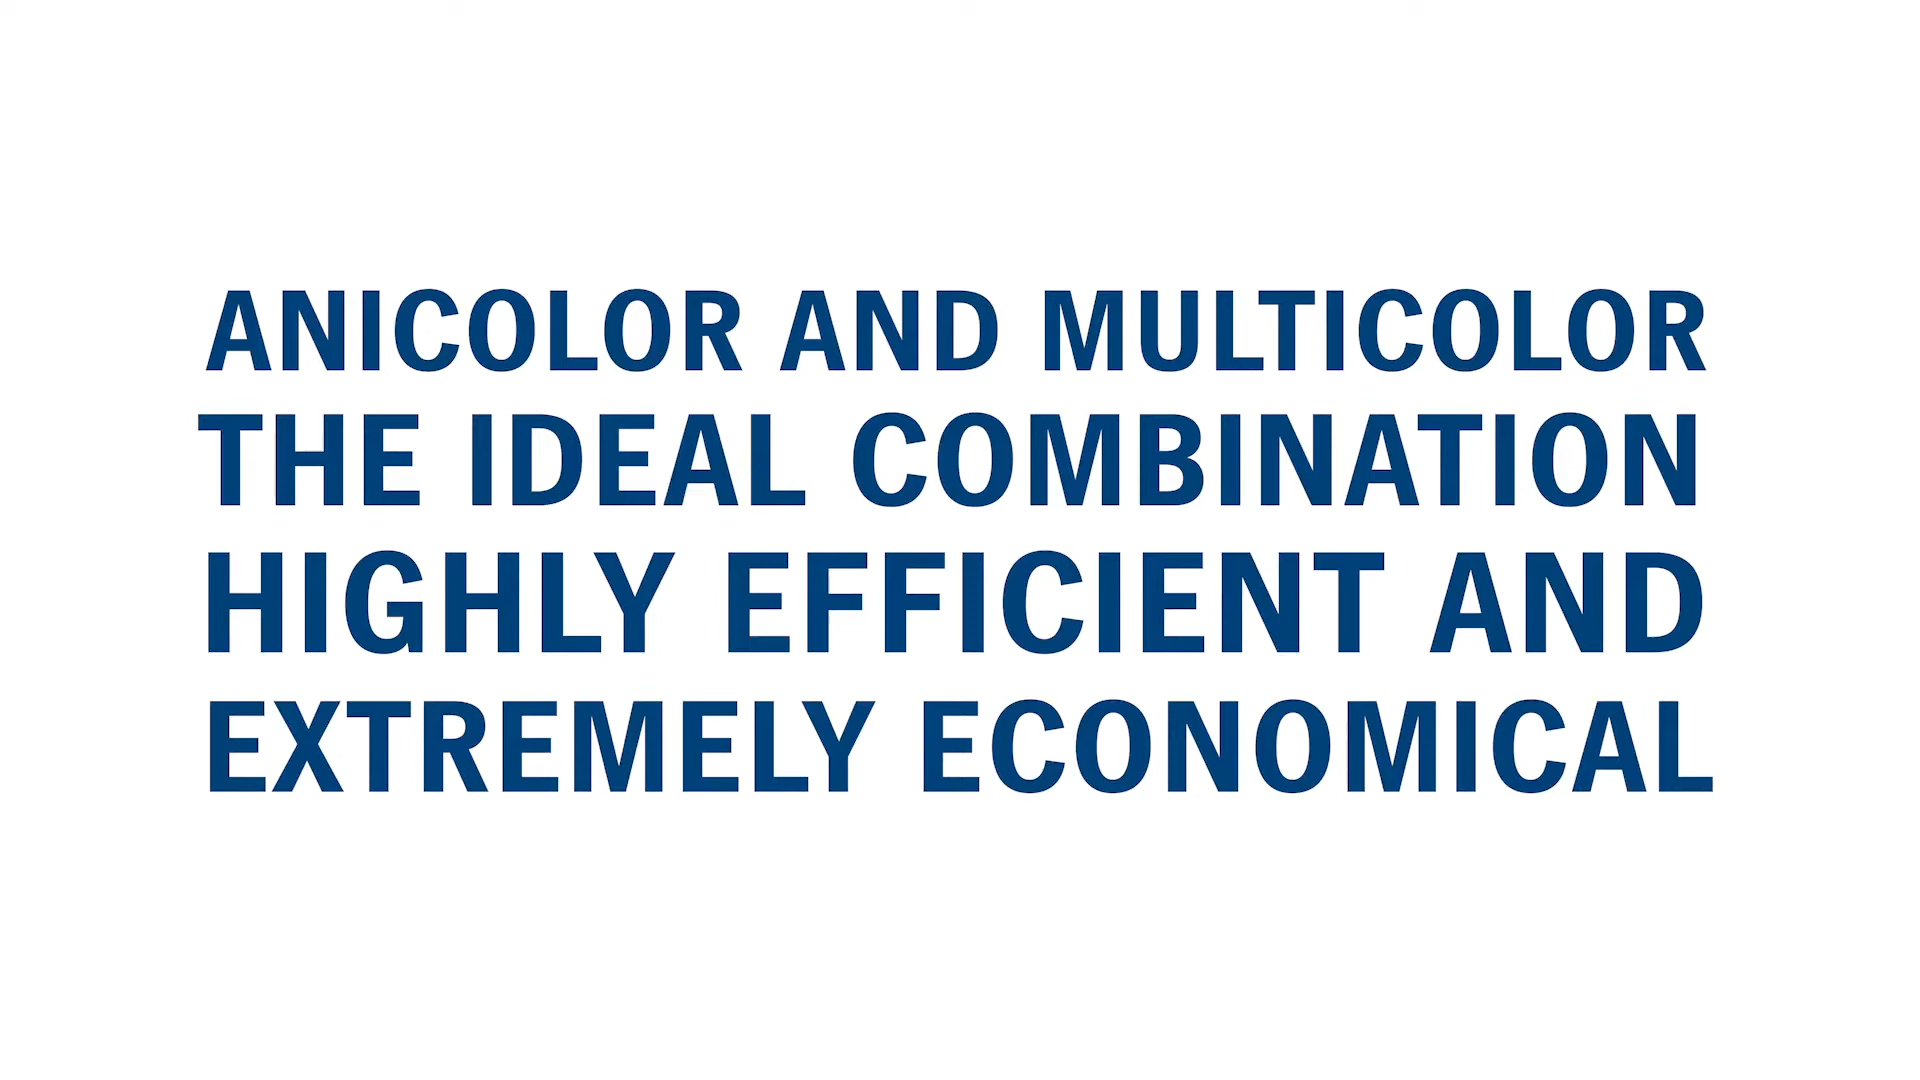 ANICOLOR AND MULTICOLOR
THE IDEAL COMBINATION
HIGHLY EFFICIENT AND
EXTREMELY ECONOMICAL